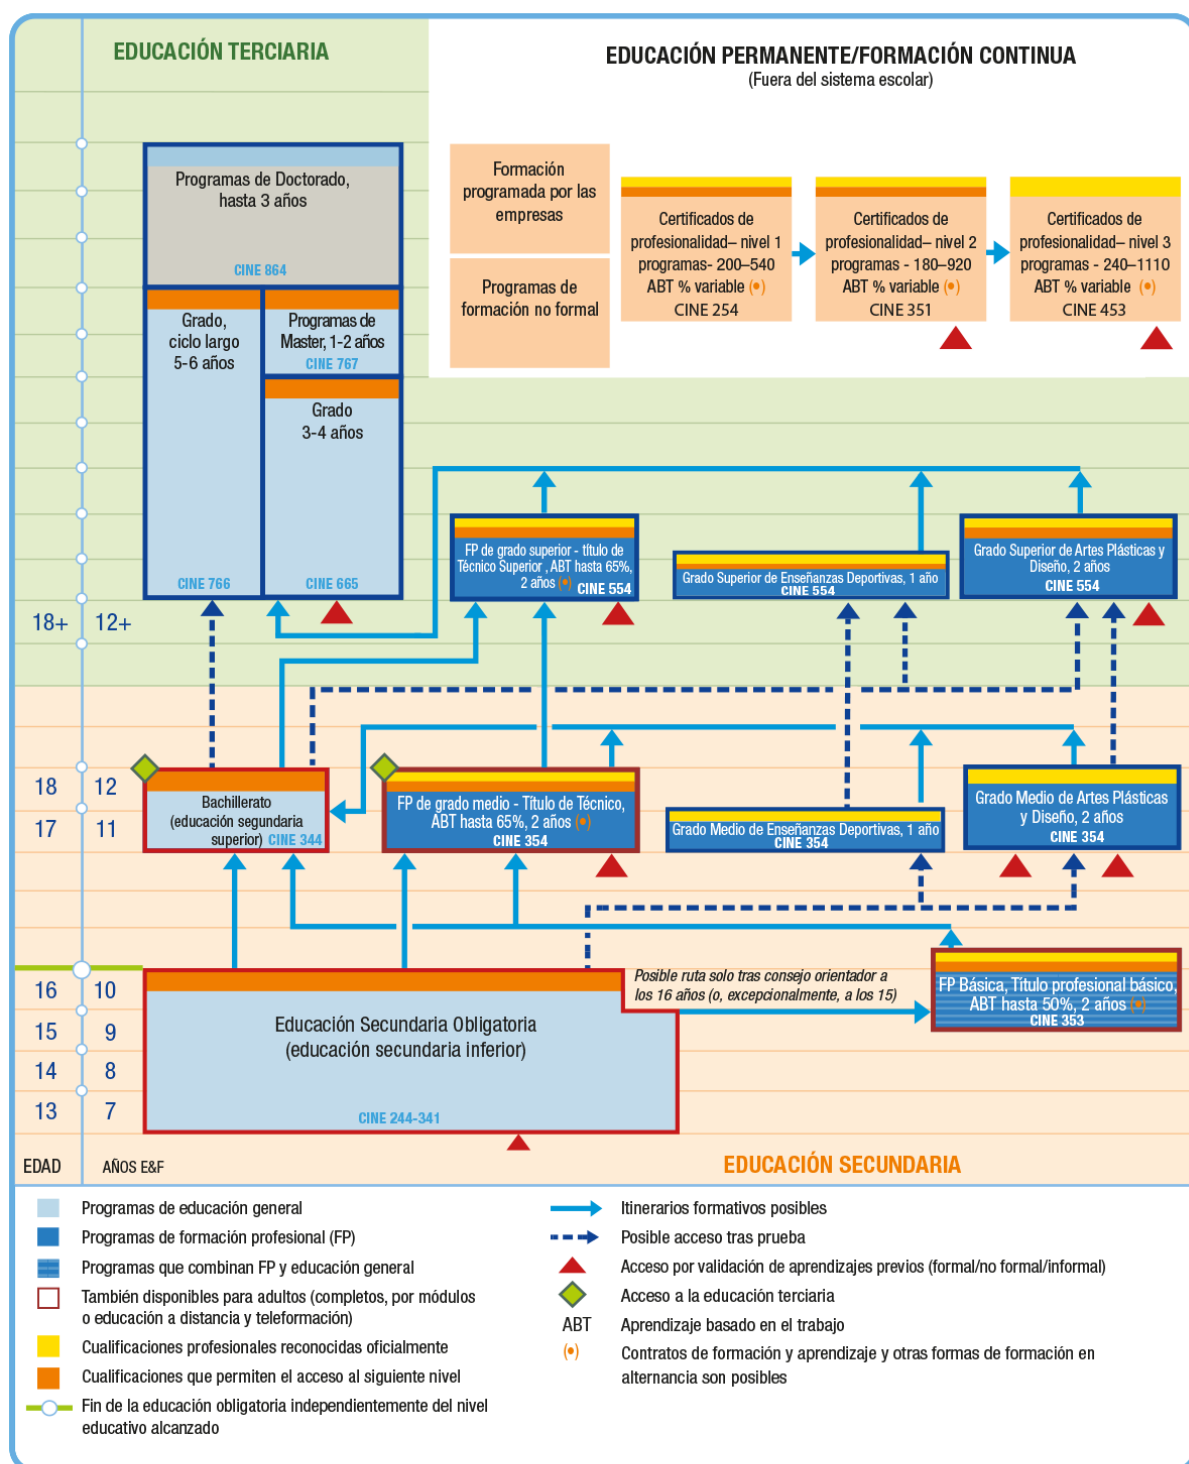 EDUCACIÓN TERCIARIA
EDUCACIÓN PERMANENTE/FORMACIÓN CONTINUA
(Fuera del sistema escolar)
Formación
programada por las
empresas
Programas de
formación no formal
Certificados de
profesionalidad– nivel 1
programas- 200–540
ABT % variable (•)
CINE 254
Certificados de
profesionalidad– nivel 2
programas - 180–920
ABT % variable (•)
CINE 351
Certificados de
profesionalidad– nivel 3
programas - 240–1110
ABT % variable (•)
CINE 453
Programas de Doctorado,
hasta 3 años
CINE 864
Grado,
ciclo largo
5-6 años
CINE 766
Programas de
Master, 1-2 años
CINE 767
Grado
3-4 años
CINE 665
FP de grado superior - título de
Técnico Superior , ABT hasta 65%,
2 años (•) CINE 554
Grado Superior de Enseñanzas Deportivas, 1 año
CINE 554
Grado Superior de Artes Plásticas y
Diseño, 2 años
CINE 554
18+ 12+
18 12
17 11
Bachillerato
(educación segundaria
superior) CINE 344
FP de grado medio - Título de Técnico,
ABT hasta 65%, 2 años (•)
CINE 354
Grado Medio de Enseñanzas Deportivas, 1 año
CINE 354
Grado Medio de Artes Plásticas
y Diseño, 2 años
CINE 354
16 10
15 9
14 8
13 7
Educación Secundaria Obligatoria
(educación secundaria inferior)
CINE 244-341
Posible ruta solo tras consejo orientador a
los 16 años (o, excepcionalmente, a los 15)
FP Básica, Título profesional básico,
ABT hasta 50%, 2 años (•)
CINE 353
EDAD AÑOS E&F
EDUCACIÓN SECUNDARIA
Programas de educación general
Programas de formación profesional (FP)
Programas que combinan FP y educación general
También disponibles para adultos (completos, por módulos
o educación a distancia y teleformación)
Cualificaciones profesionales reconocidas oficialmente
Cualificaciones que permiten el acceso al siguiente nivel
Fin de la educación obligatoria independientemente del nivel
educativo alcanzado
Itinerarios formativos posibles
Posible acceso tras prueba
Acceso por validación de aprendizajes previos (formal/no formal/informal)
Acceso a la educación terciaria
ABT Aprendizaje basado en el trabajo
(•) Contratos de formación y aprendizaje y otras formas de formación en
alternancia son posibles